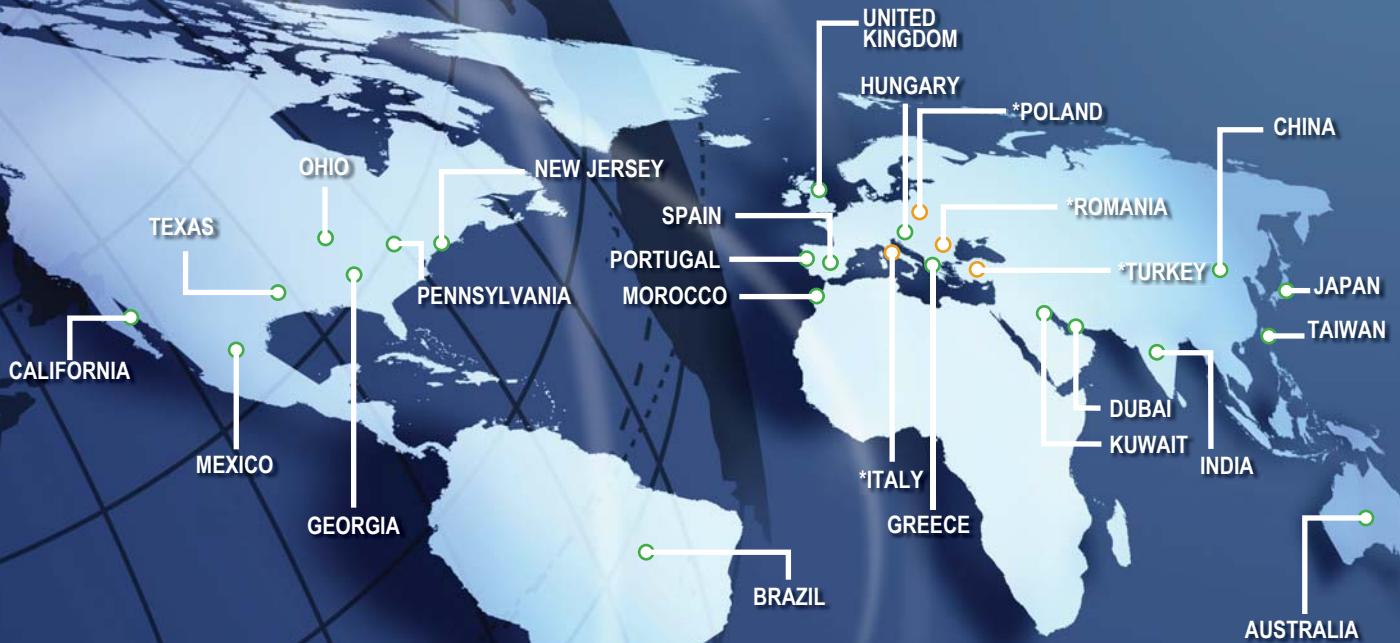 UNITED
KINGDOM
HUNGARY
*POLAND
CHINA
OHIO
NEW JERSEY
TEXAS
SPAIN
*ROMANIA
PORTUGAL
*TURKEY
PENNSYLVANIA
MOROCCO
JAPAN
TAIWAN
CALIFORNIA
DUBAI
KUWAIT
MEXICO
*ITALY
INDIA
GEORGIA
GREECE
BRAZIL
AUSTRALIA